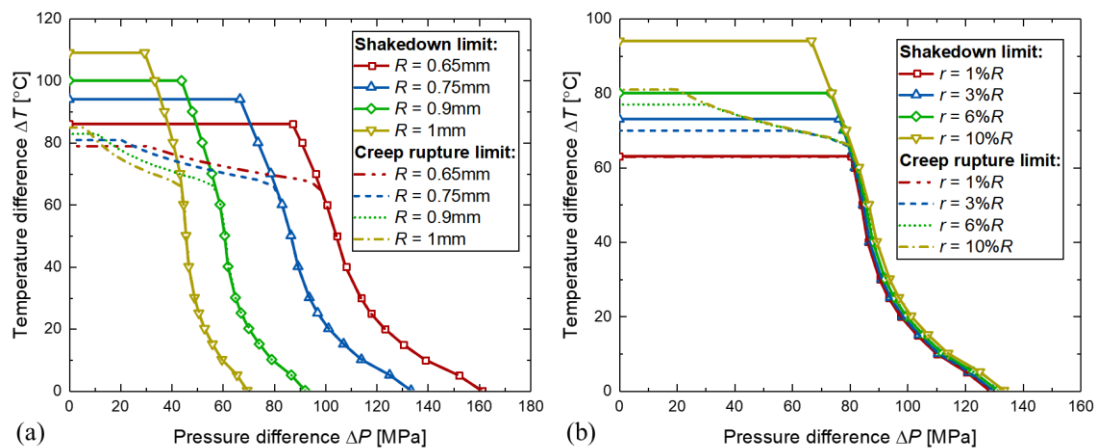 120
100
80
60
40
20
0
0 20 40 60 80 100 120 140 160 180
Temperature difference ΔT [°C]
Pressure difference ΔP [MPa]
(a)
Shakedown limit:
R = 0.65mm
R = 0.75mm
R = 0.9mm
R = 1mm
Creep rupture limit:
R = 0.65mm
R = 0.75mm
R = 0.9mm
R = 1mm
100
80
60
40
20
0
0 20 40 60 80 100 120 140 160
Temperature difference ΔT [°C]
Pressure difference ΔP [MPa]
(b)
Shakedown limit:
r = 1%R
r = 3%R
r = 6%R
r = 10%R
Creep rupture limit:
r = 1%R
r = 3%R
r = 6%R
r = 10%R